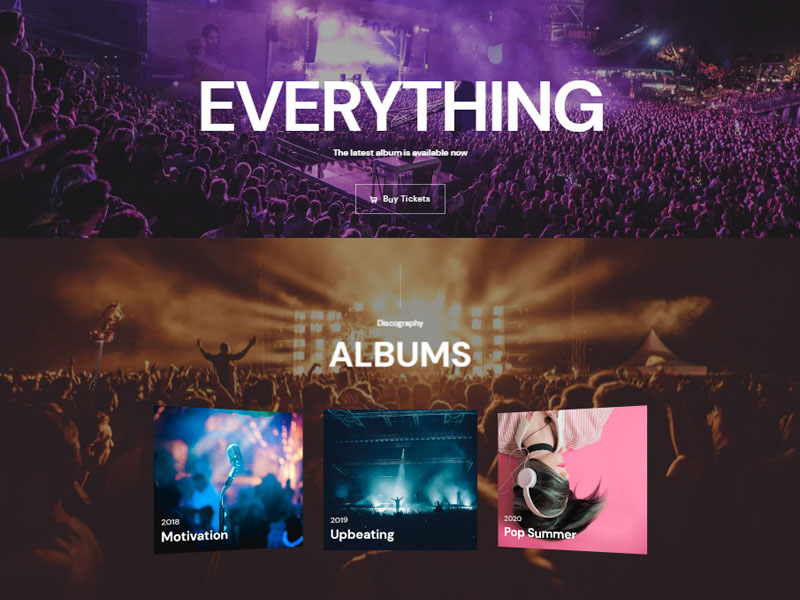 EVERYTHING
The latest album is available now
Buy Tickets
Discography
ALBUMS
2018
Motivation
2019
Upbeating
2020
Pop Summer